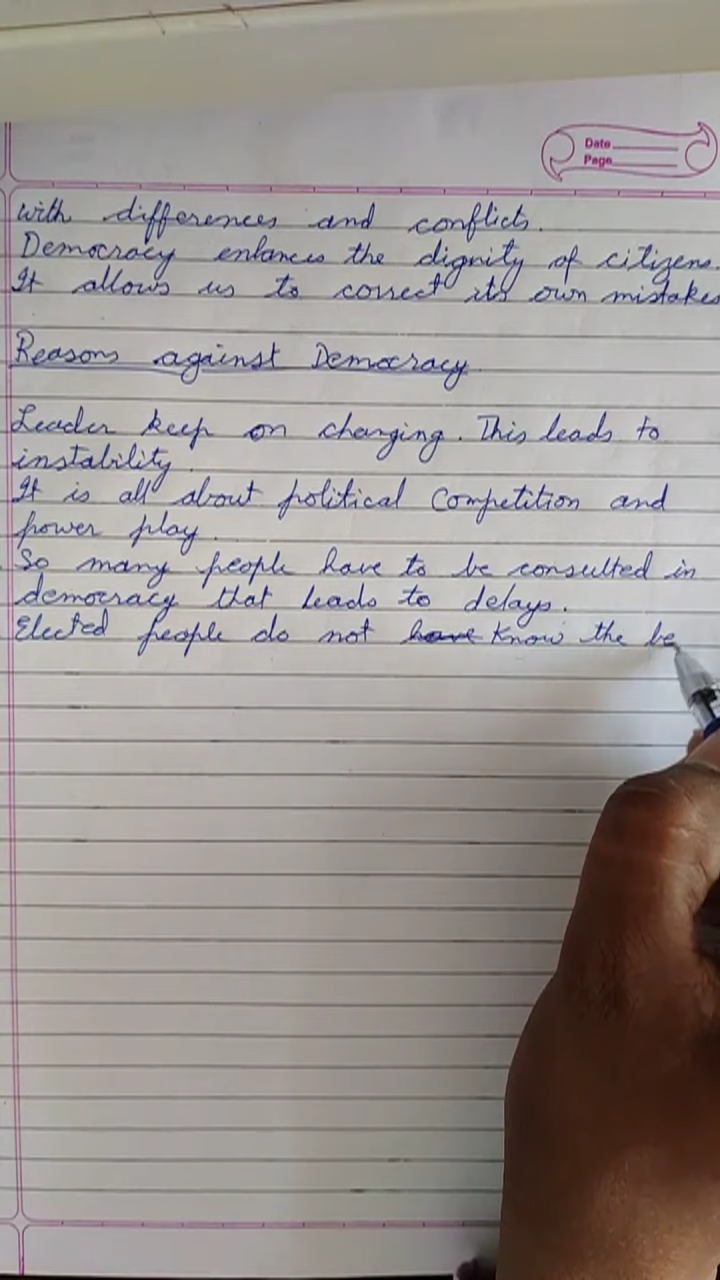 Date
Page
with differences and conflicts.
Democracy enhances the dignity of citizens.
It allows us to correct its own mistakes
Reasons against Democracy
Leader keep on changing. This leads to
instability.
It is all about political Competition and
power play.
So many people have to be consulted in
democracy that leads to delays.
Elected people do not have Know the be